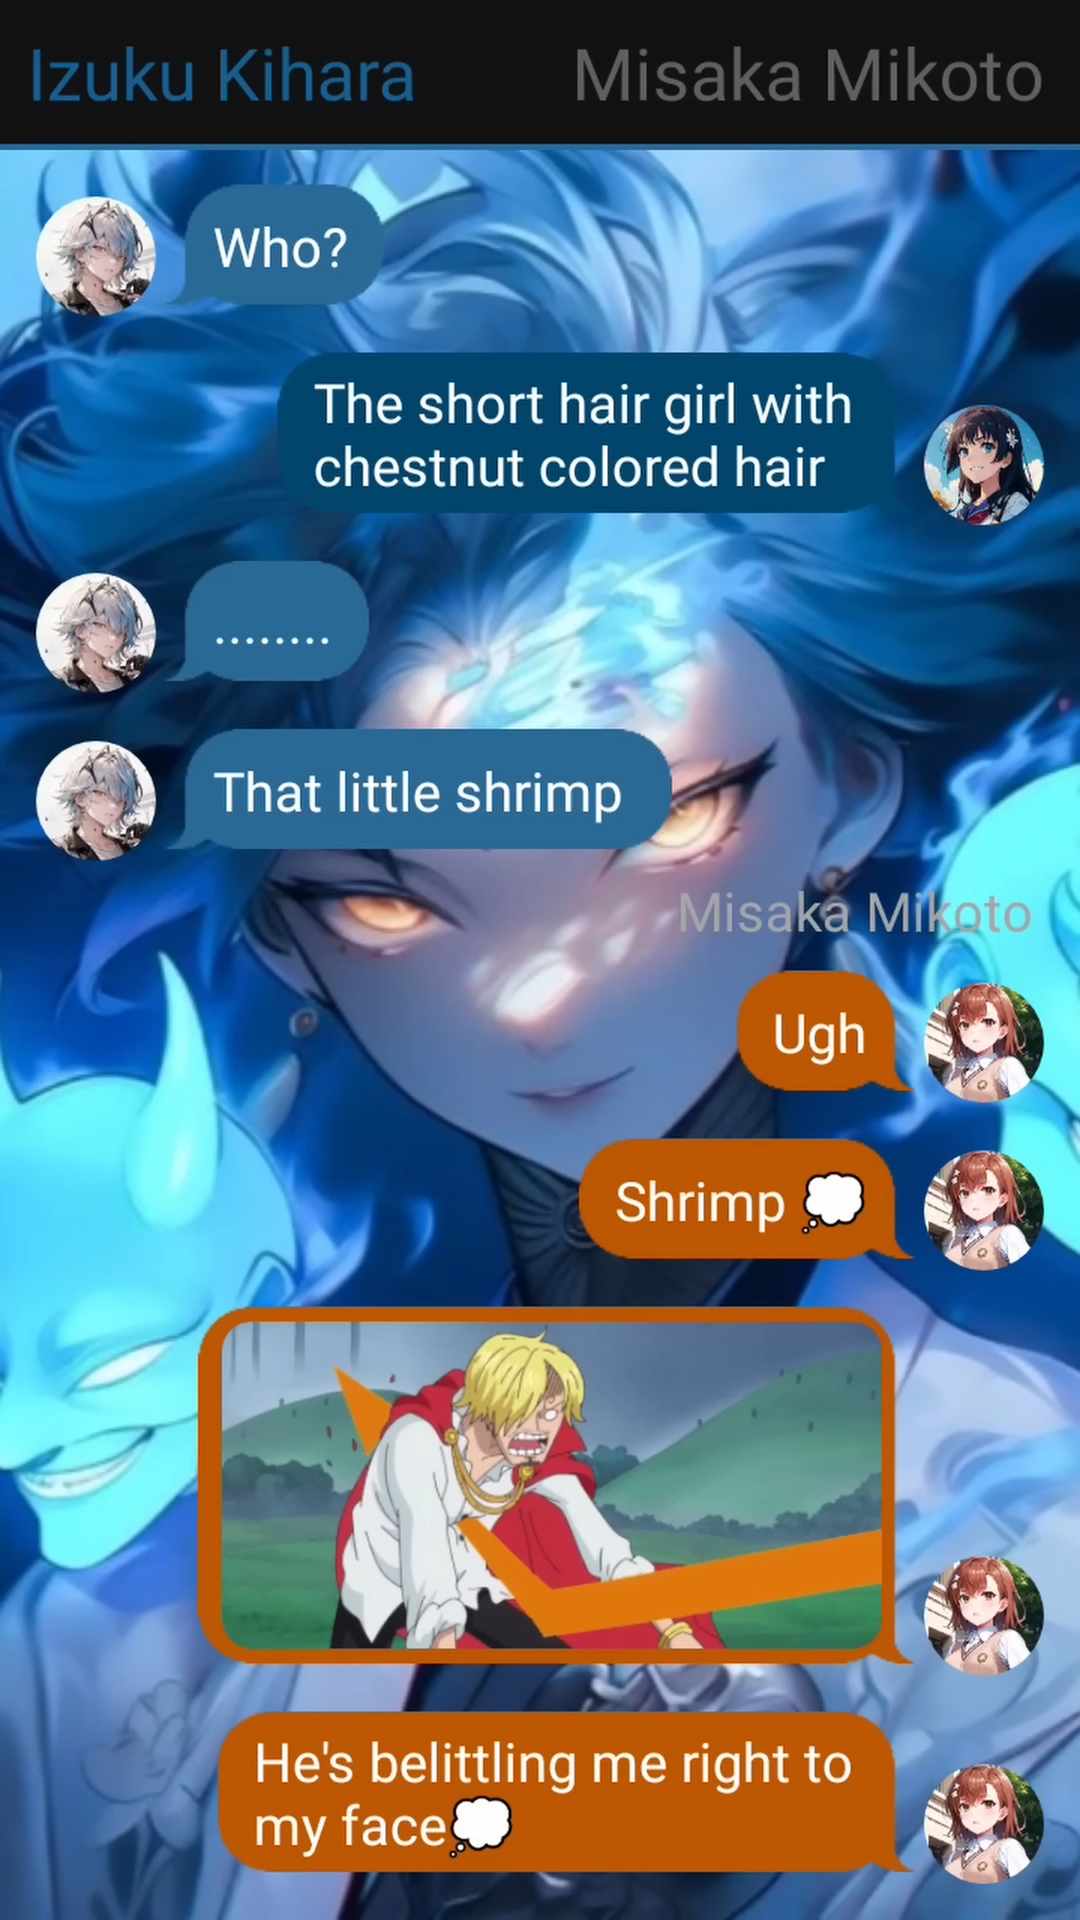 Izuku Kihara
Misaka Mikoto
Who?
The short hair girl with
chestnut colored hair
........
That little shrimp
Misaka Mikoto
Ugh
Shrimp 💭
He's belittling me right to
my face💭